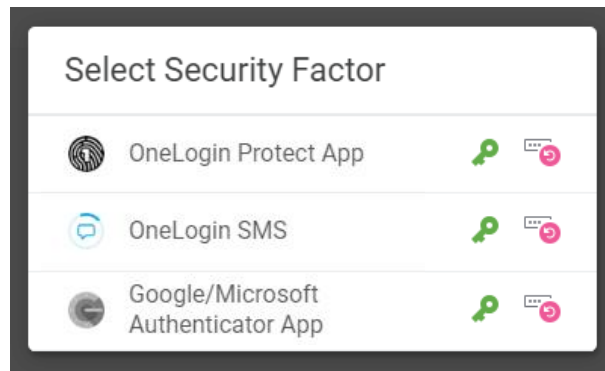 Select Security Factor
OneLogin Protect App
OneLogin SMS
Google/Microsoft
Authenticator App